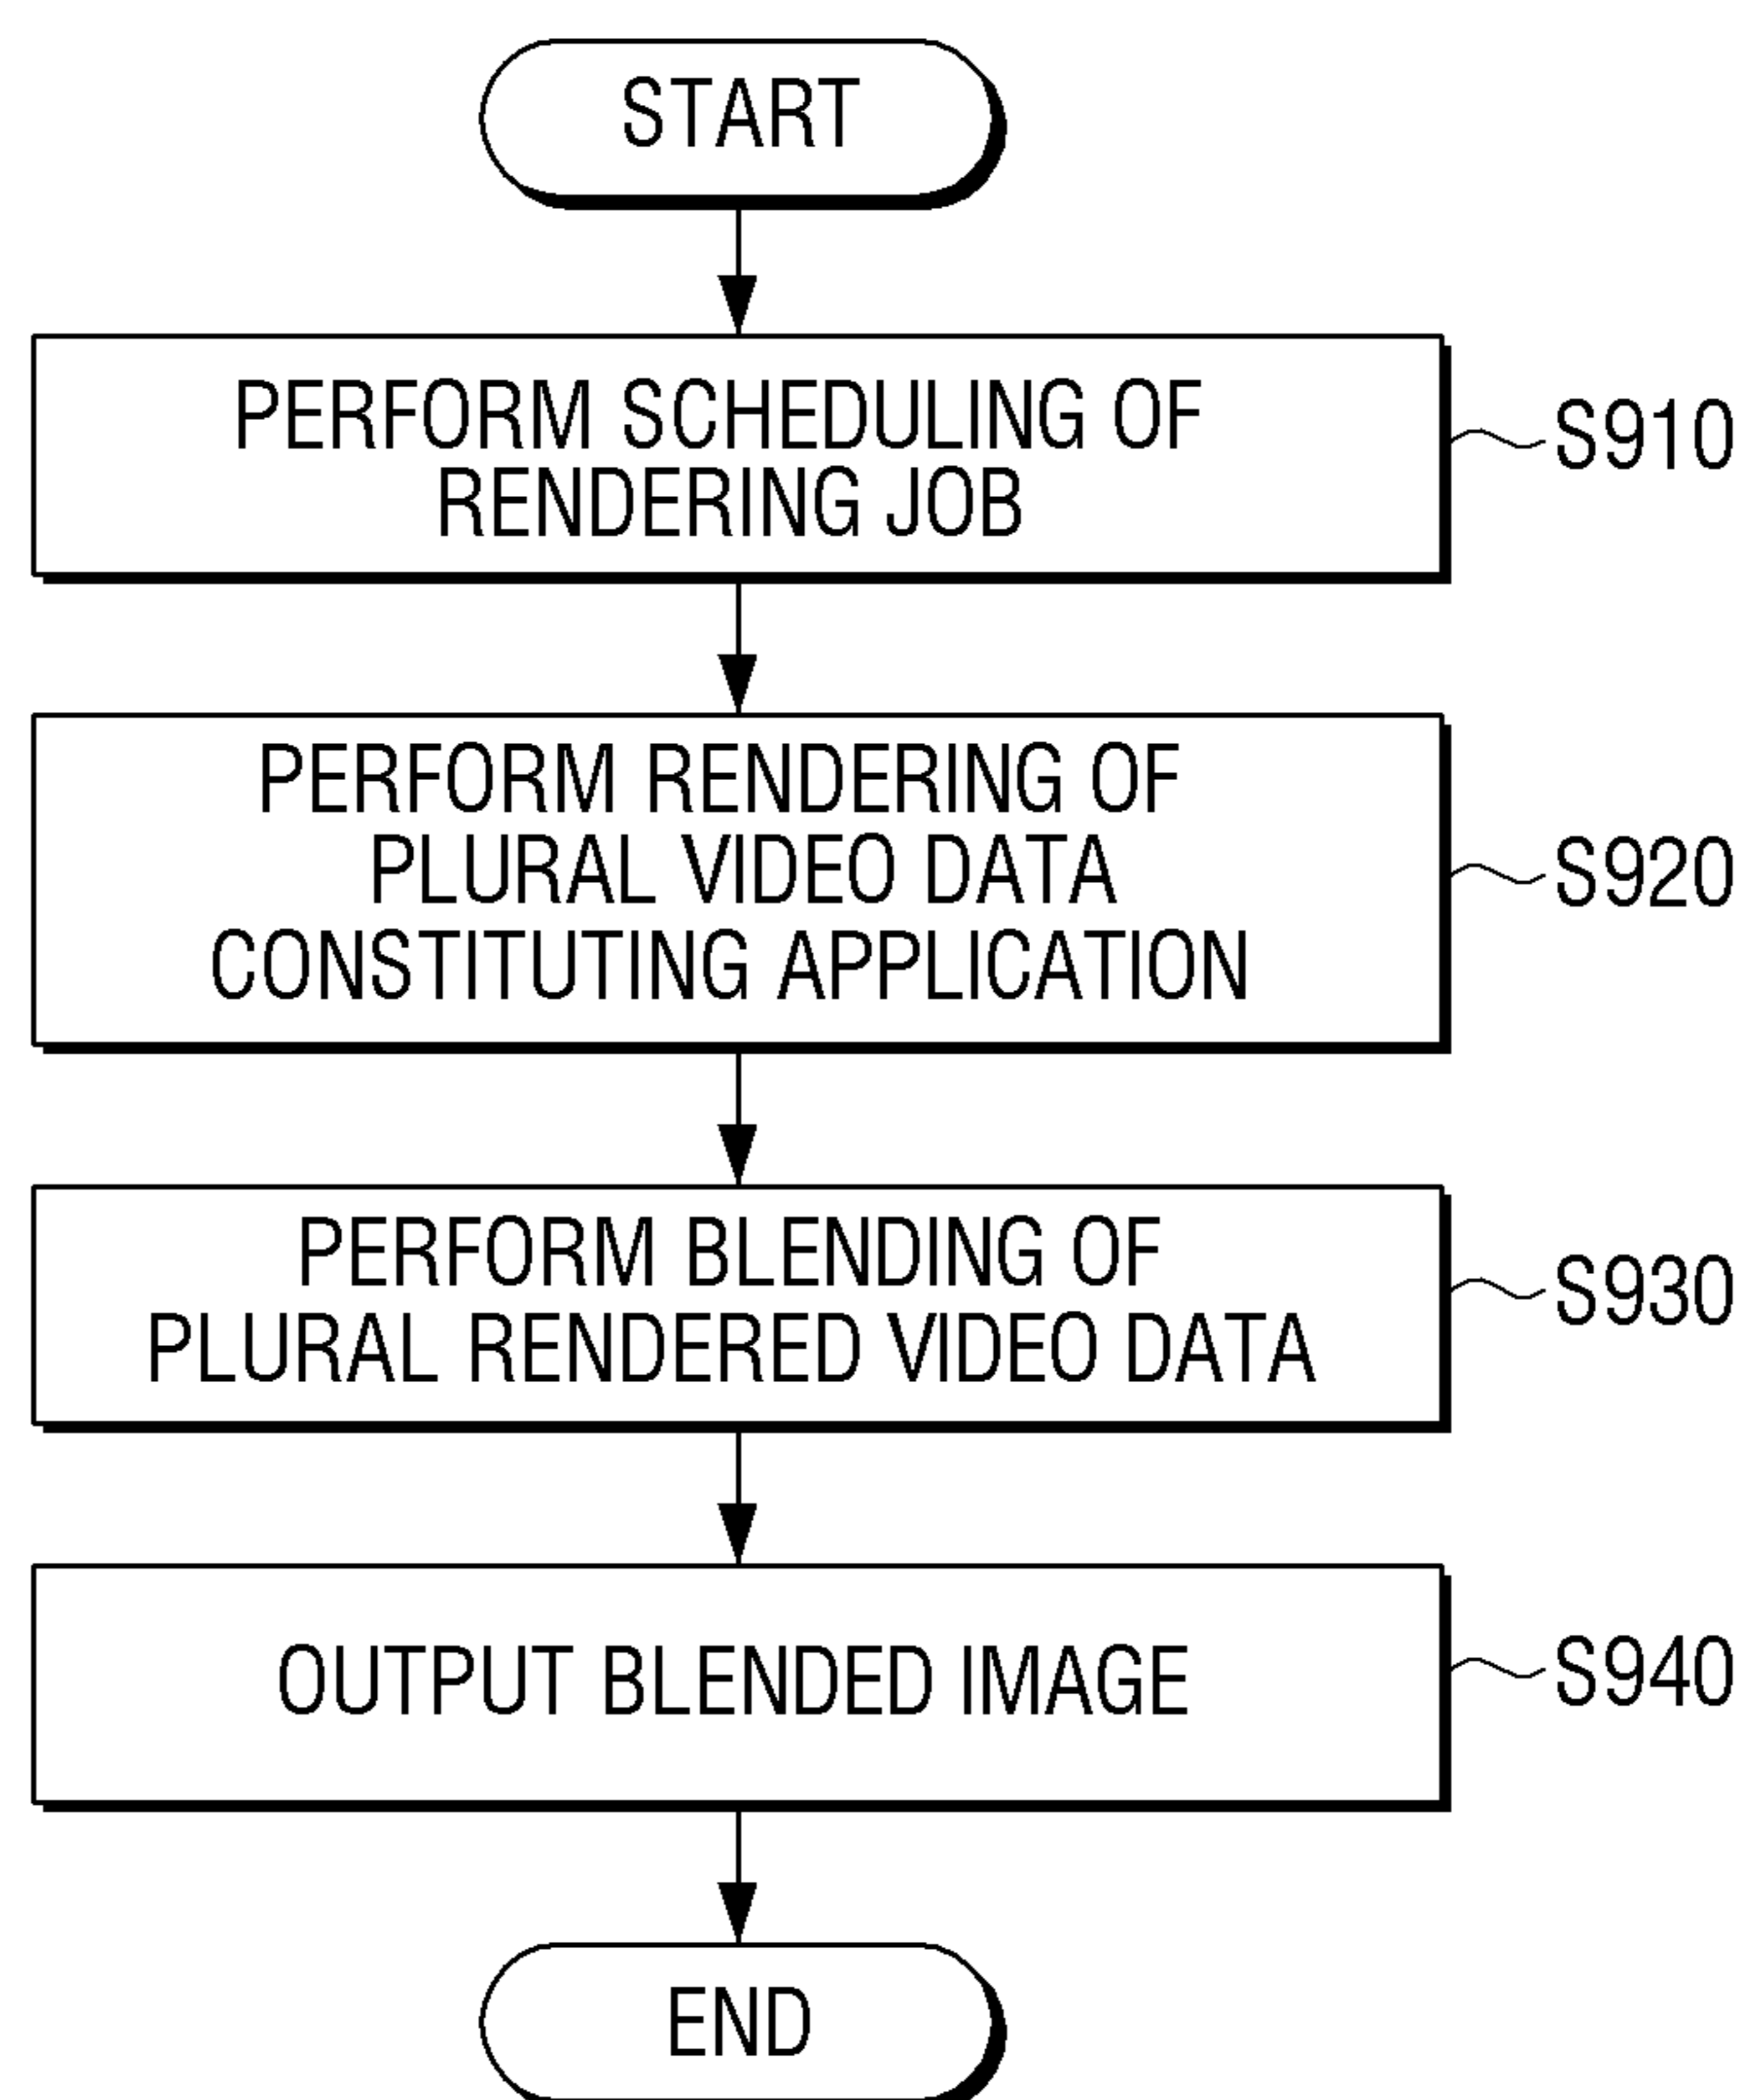 START
PERFORM SCHEDULING OF
RENDERING JOB
S910
PERFORM RENDERING OF
PLURAL VIDEO DATA
CONSTITUTING APPLICATION
S920
PERFORM BLENDING OF
PLURAL RENDERED VIDEO DATA
S930
OUTPUT BLENDED IMAGE
S940
END